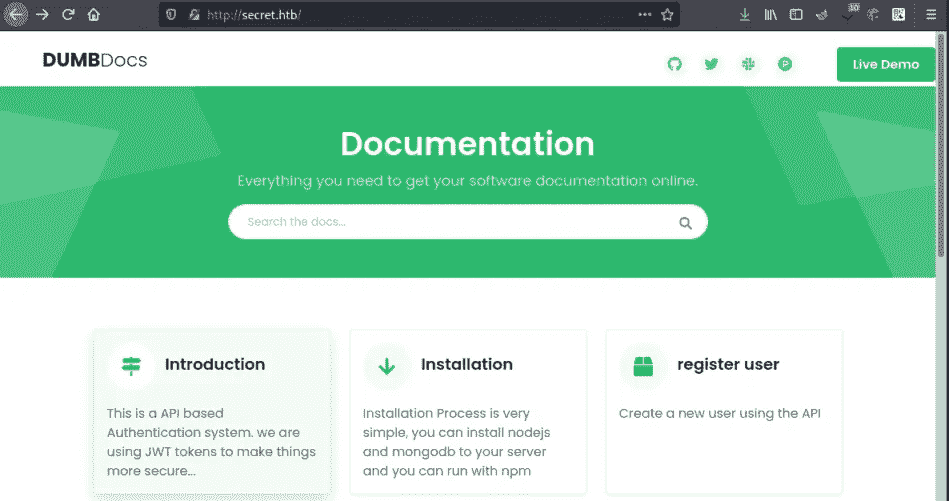 http://secret.htb/
DUMBDocs
Live Demo
Documentation
Everything you need to get your software documentation online.
Search the docs...
Introduction
This is a API based
Authentication system. we are
using JWT tokens to make things
more secure...
Installation
Installation Process is very
simple, you can install nodejs
and mongodb to your server
and you can run with npm
register user
Create a new user using the API